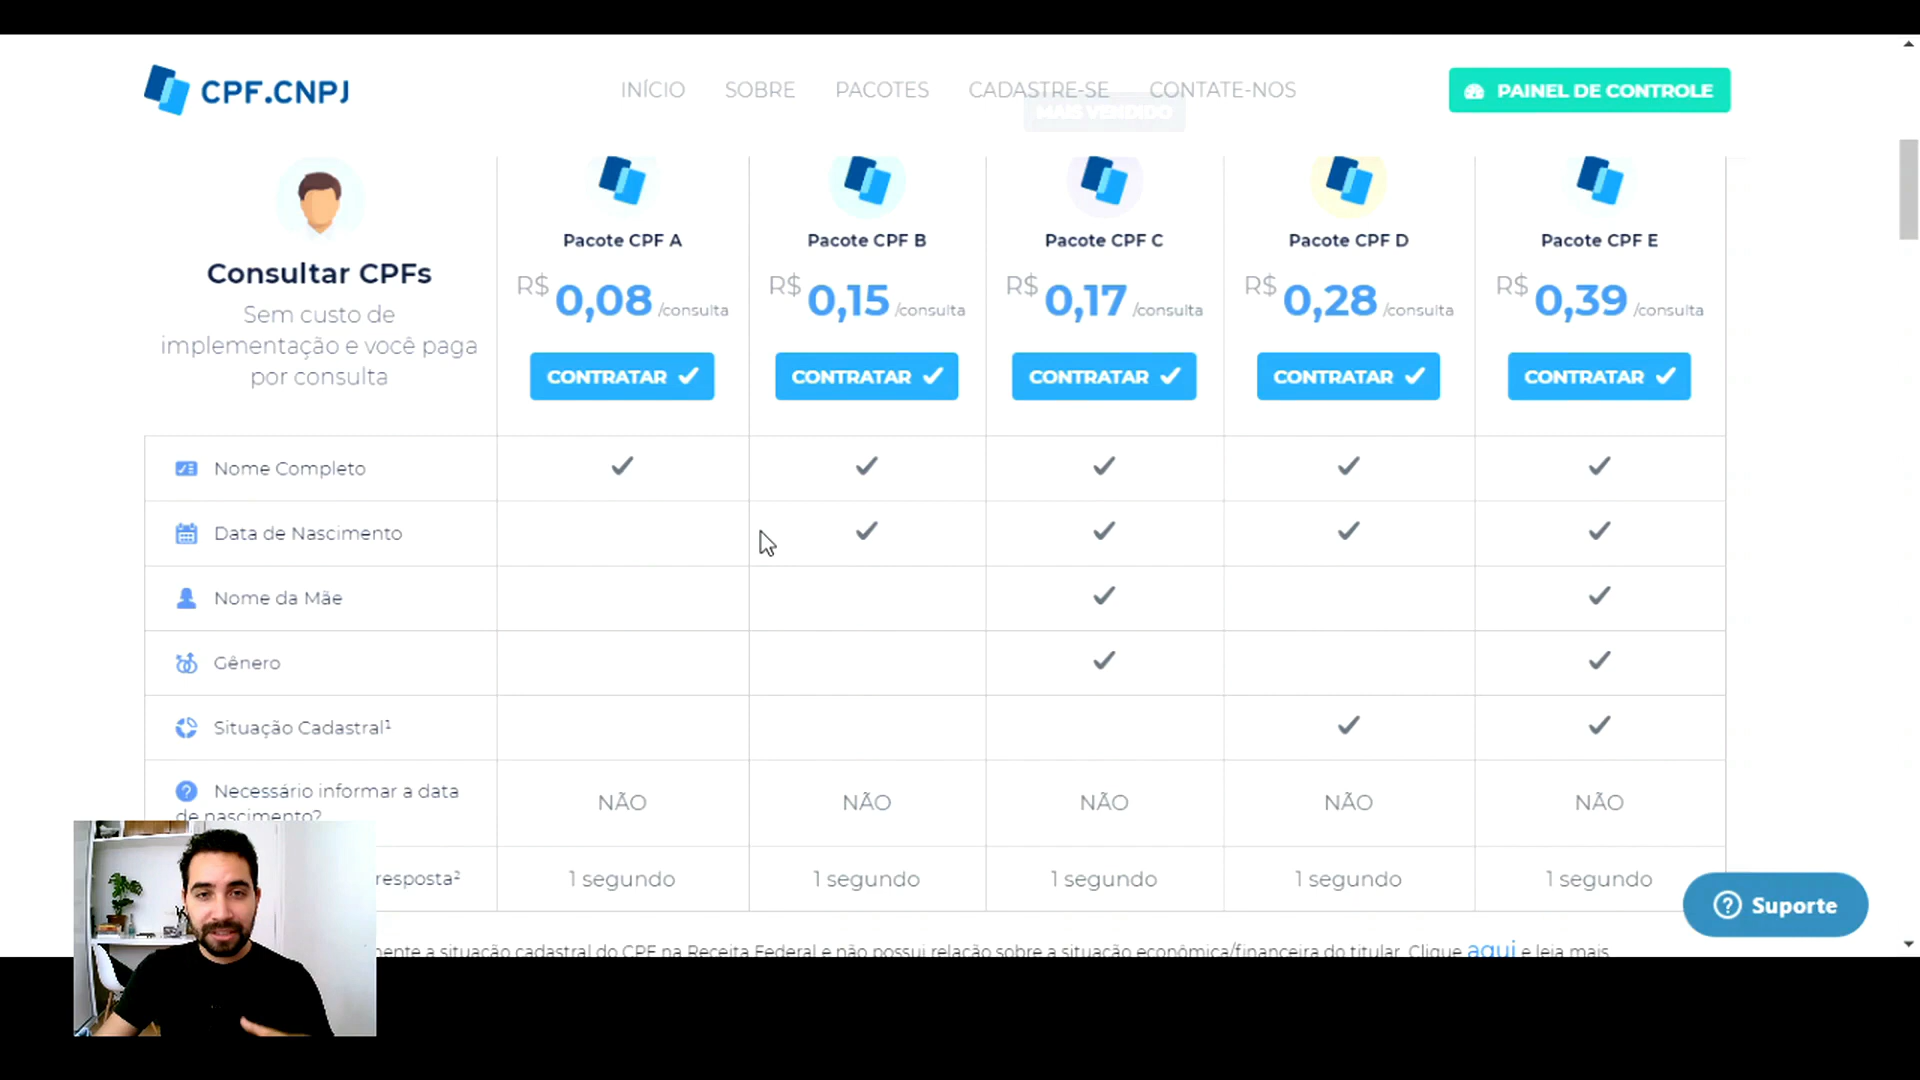 CPF.CNPJ
INÍCIO SOBRE PACOTES CADASTRE-SE CONTATE-NOS
PAINEL DE CONTROLE
MAIS VENDIDO
Consultar CPFs
Sem custo de
implementação e você paga
por consulta
Pacote CPF A
R$ 0,08 /consulta
CONTRATAR
Pacote CPF B
R$ 0,15 /consulta
CONTRATAR
Pacote CPF C
R$ 0,17 /consulta
CONTRATAR
Pacote CPF D
R$ 0,28 /consulta
CONTRATAR
Pacote CPF E
R$ 0,39 /consulta
CONTRATAR
Nome Completo
Data de Nascimento
Nome da Mãe
Gênero
Situação Cadastral¹
Necessário informar a data
de nascimento?
NÃO NÃO NÃO NÃO NÃO
resposta² 1 segundo 1 segundo 1 segundo 1 segundo 1 segundo
a situação cadastral do CPF na Receita Federal e não possui relação sobre a situação econômica/financeira do titular. Clique aqui e leia mais
Suporte